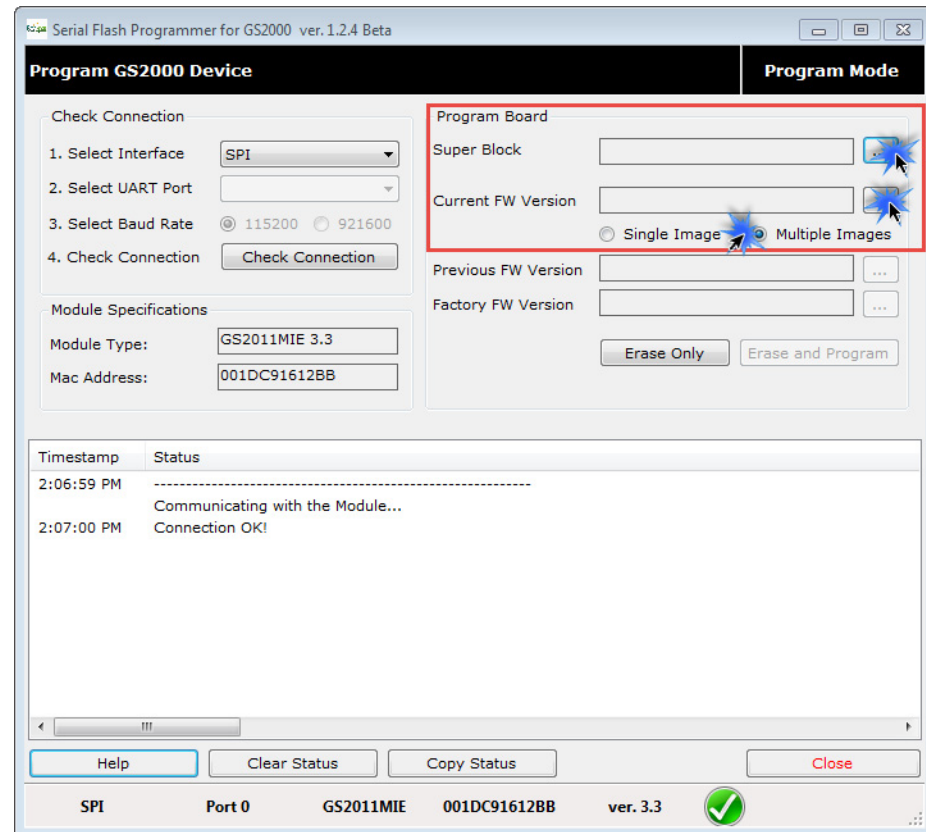 Serial Flash Programmer for GS2000 ver. 1.2.4 Beta
Program GS2000 Device
Program Mode
Check Connection
1. Select Interface SPI
2. Select UART Port
3. Select Baud Rate 115200 921600
4. Check Connection Check Connection
Module Specifications
Module Type: GS2011MIE 3.3
Mac Address: 001DC91612BB
Program Board
Super Block
Current FW Version
Single Image Multiple Images
Previous FW Version ...
Factory FW Version ...
Erase Only Erase and Program
Timestamp Status
2:06:59 PM ------------------------------------------------------------
Communicating with the Module...
2:07:00 PM Connection OK!
Help Clear Status Copy Status Close
SPI Port 0 GS2011MIE 001DC91612BB ver. 3.3